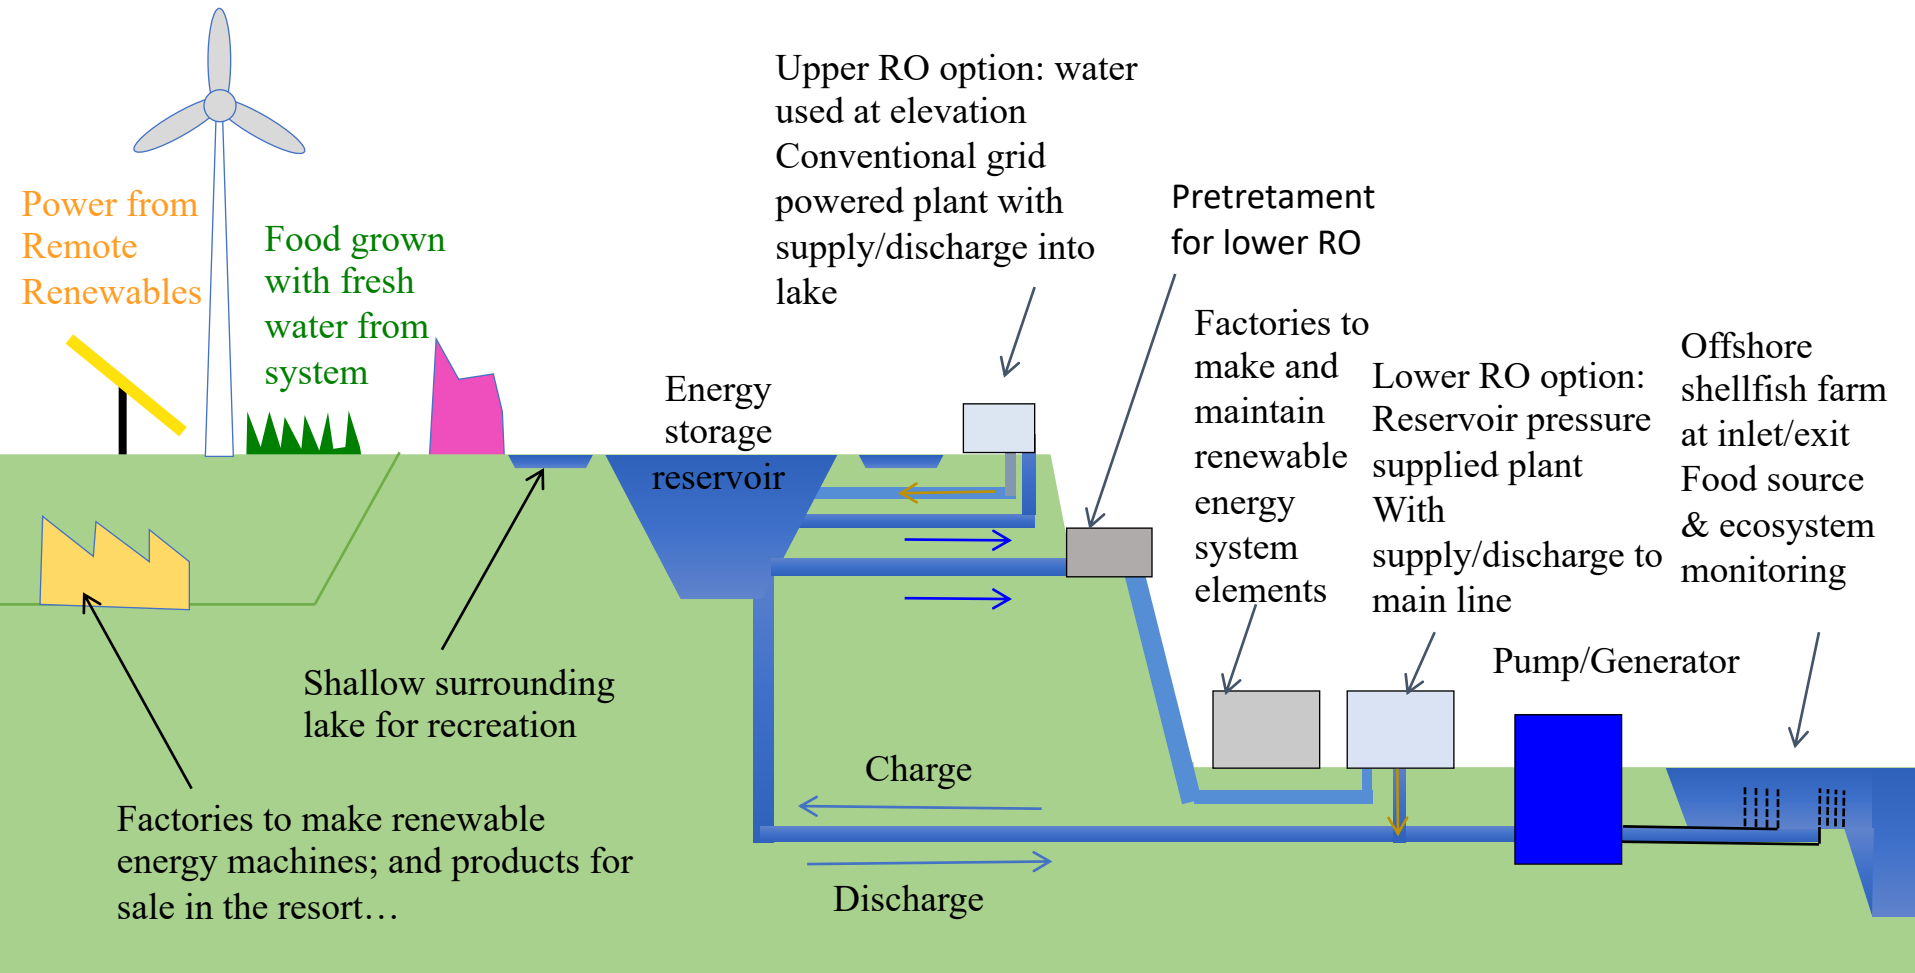 Power from
Remote
Renewables
Food grown
with fresh
water from
system
Energy
storage
reservoir
Upper RO option: water
used at elevation
Conventional grid
powered plant with
supply/discharge into
lake
Pretretament
for lower RO
Factories to
make and
maintain
renewable
energy
system
elements
Lower RO option:
Reservoir pressure
supplied plant
With
supply/discharge to
main line
Offshore
shellfish farm
at inlet/exit
Food source
& ecosystem
monitoring
Pump/Generator
Shallow surrounding
lake for recreation
Charge
Discharge
Factories to make renewable
energy machines; and products for
sale in the resort…